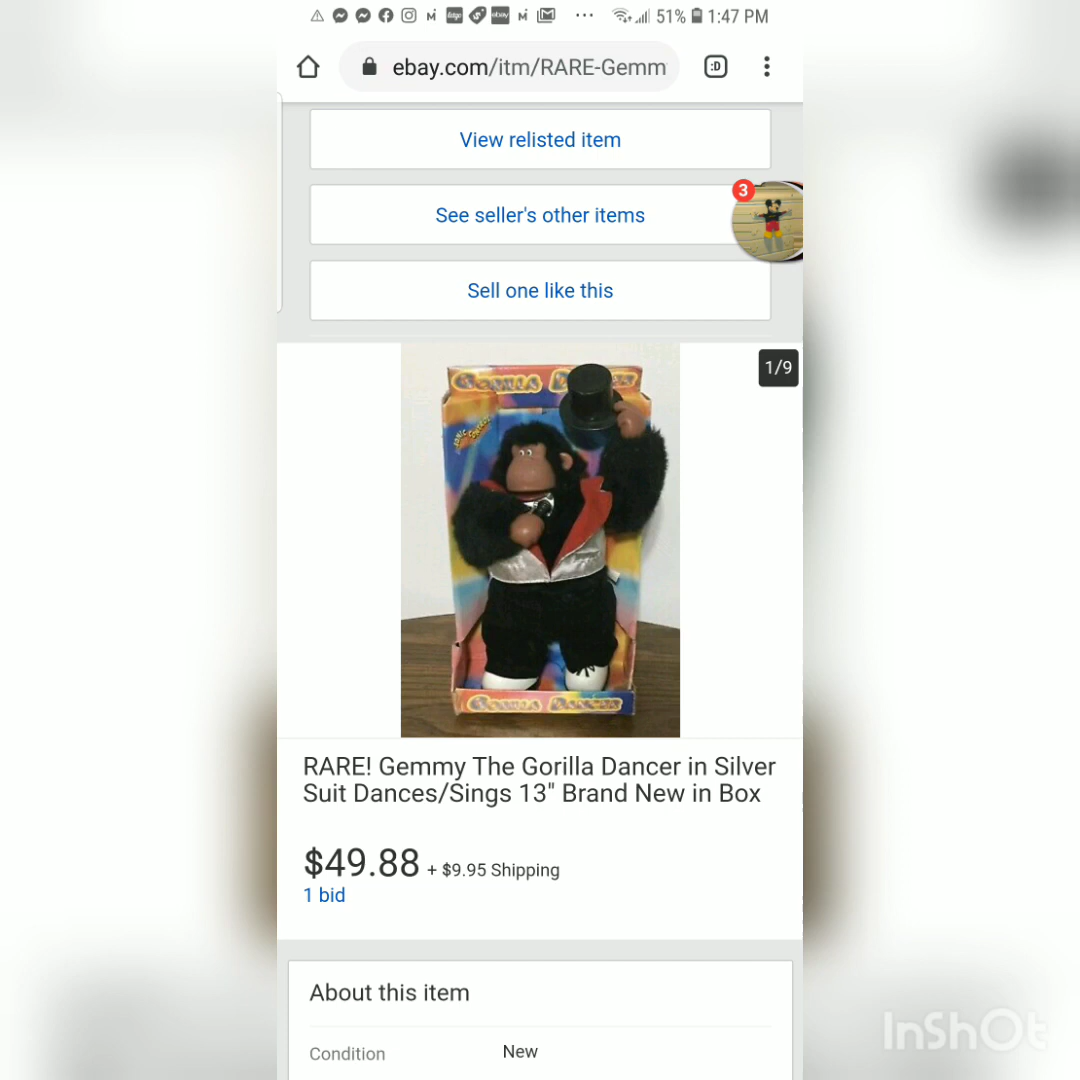 51% 1:47 PM
ebay.com/itm/RARE-Gemm
:D
View relisted item
3
See seller's other items
Sell one like this
1/9
Gorilla Dancer
Gorilla Dancer
RARE! Gemmy The Gorilla Dancer in Silver
Suit Dances/Sings 13" Brand New in Box
$49.88 + $9.95 Shipping
1 bid
About this item
Condition New
InShOt